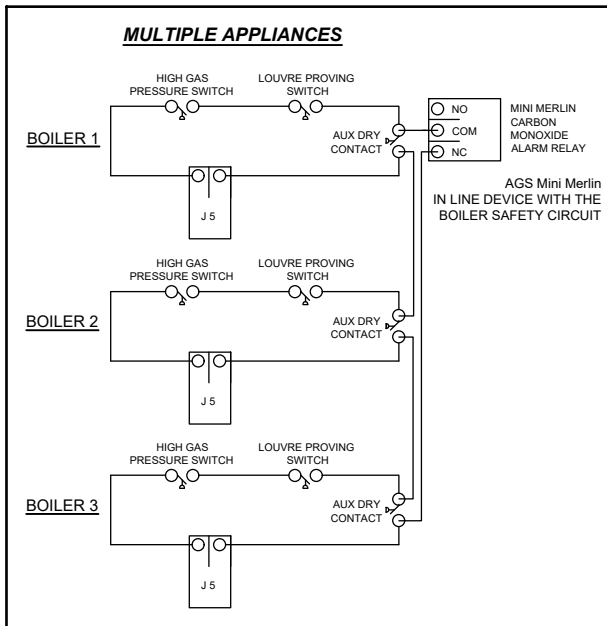 MULTIPLE APPLIANCES
HIGH GAS
PRESSURE SWITCH
LOUVRE PROVING
SWITCH
BOILER 1
AUX DRY
CONTACT
J 5
NO
COM
NC
MINI MERLIN
CARBON
MONOXIDE
ALARM RELAY
AGS Mini Merlin
IN LINE DEVICE WITH THE
BOILER SAFETY CIRCUIT
HIGH GAS
PRESSURE SWITCH
LOUVRE PROVING
SWITCH
BOILER 2
AUX DRY
CONTACT
J 5
HIGH GAS
PRESSURE SWITCH
LOUVRE PROVING
SWITCH
BOILER 3
AUX DRY
CONTACT
J 5